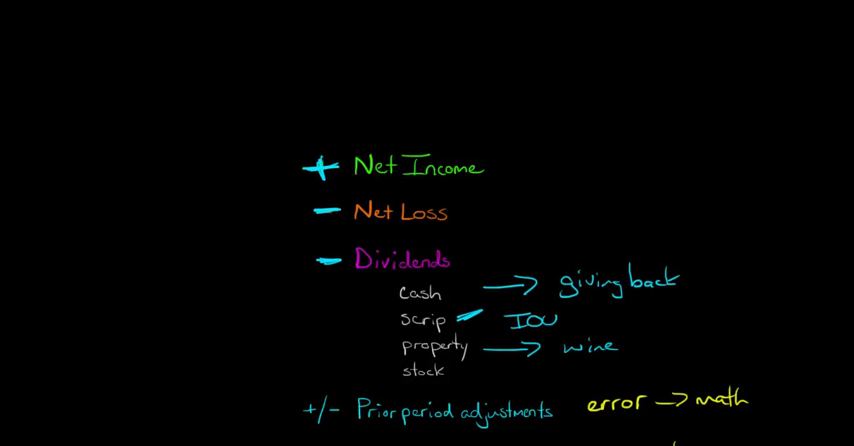 + Net Income
- Net Loss
- Dividends
cash → giving back
scrip - IOU
property → wine
stock
+/- Prior period adjustments error → math